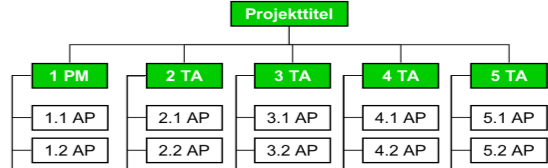 Projekttitel
1 PM 2 TA 3 TA 4 TA 5 TA
1.1 AP 2.1 AP 3.1 AP 4.1 AP 5.1 AP
1.2 AP 2.2 AP 3.2 AP 4.2 AP 5.2 AP